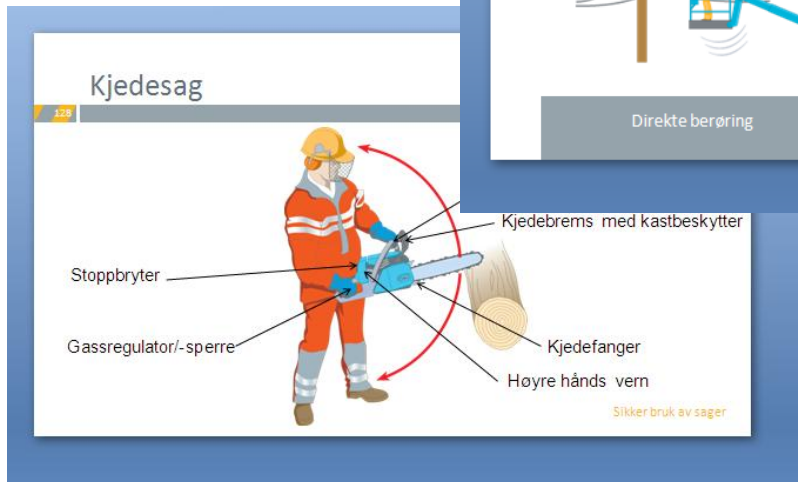 Kjedesag
128
Direkte berøring
Kjedebrems med kastbeskytter
Stoppbryter
Gassregulator/-sperre
Kjedefanger
Høyre hånds vern
Sikker bruk av sager